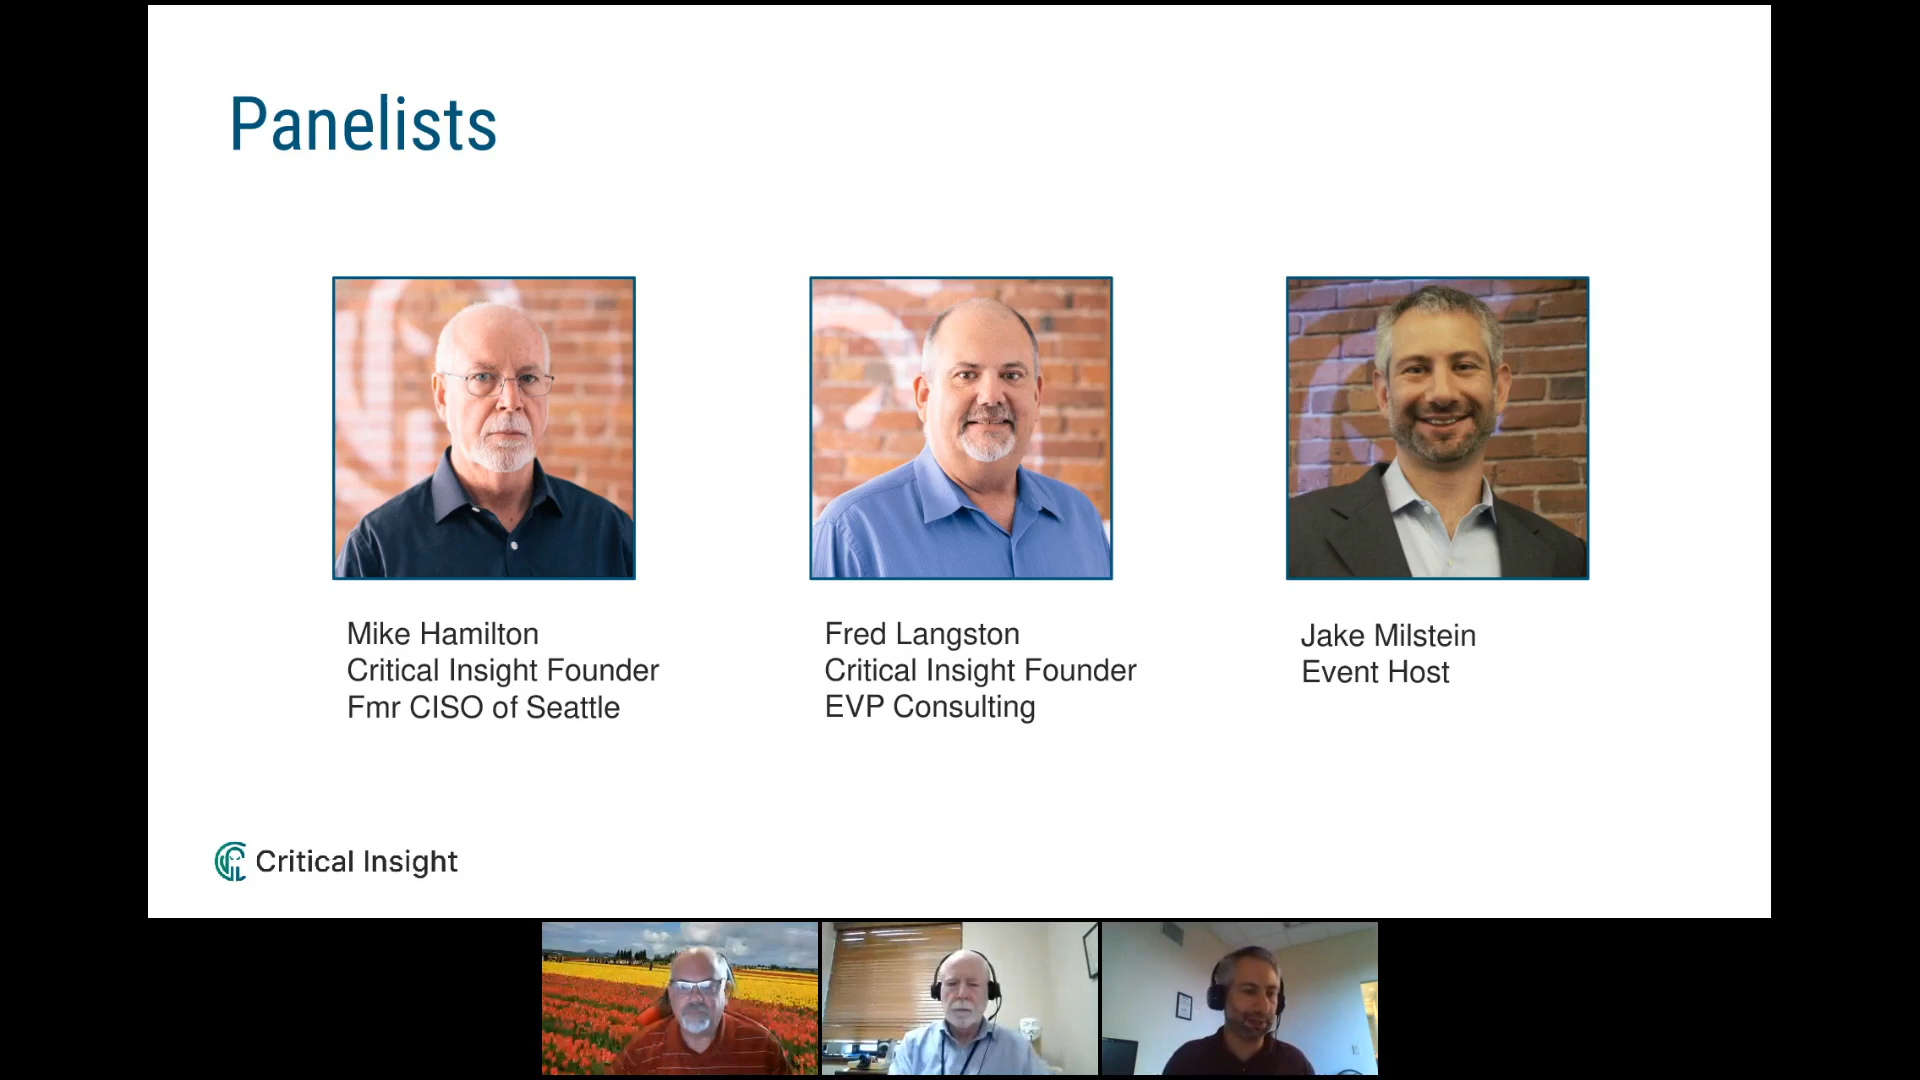 Panelists
Mike Hamilton
Critical Insight Founder
Fmr CISO of Seattle
Fred Langston
Critical Insight Founder
EVP Consulting
Jake Milstein
Event Host
Critical Insight